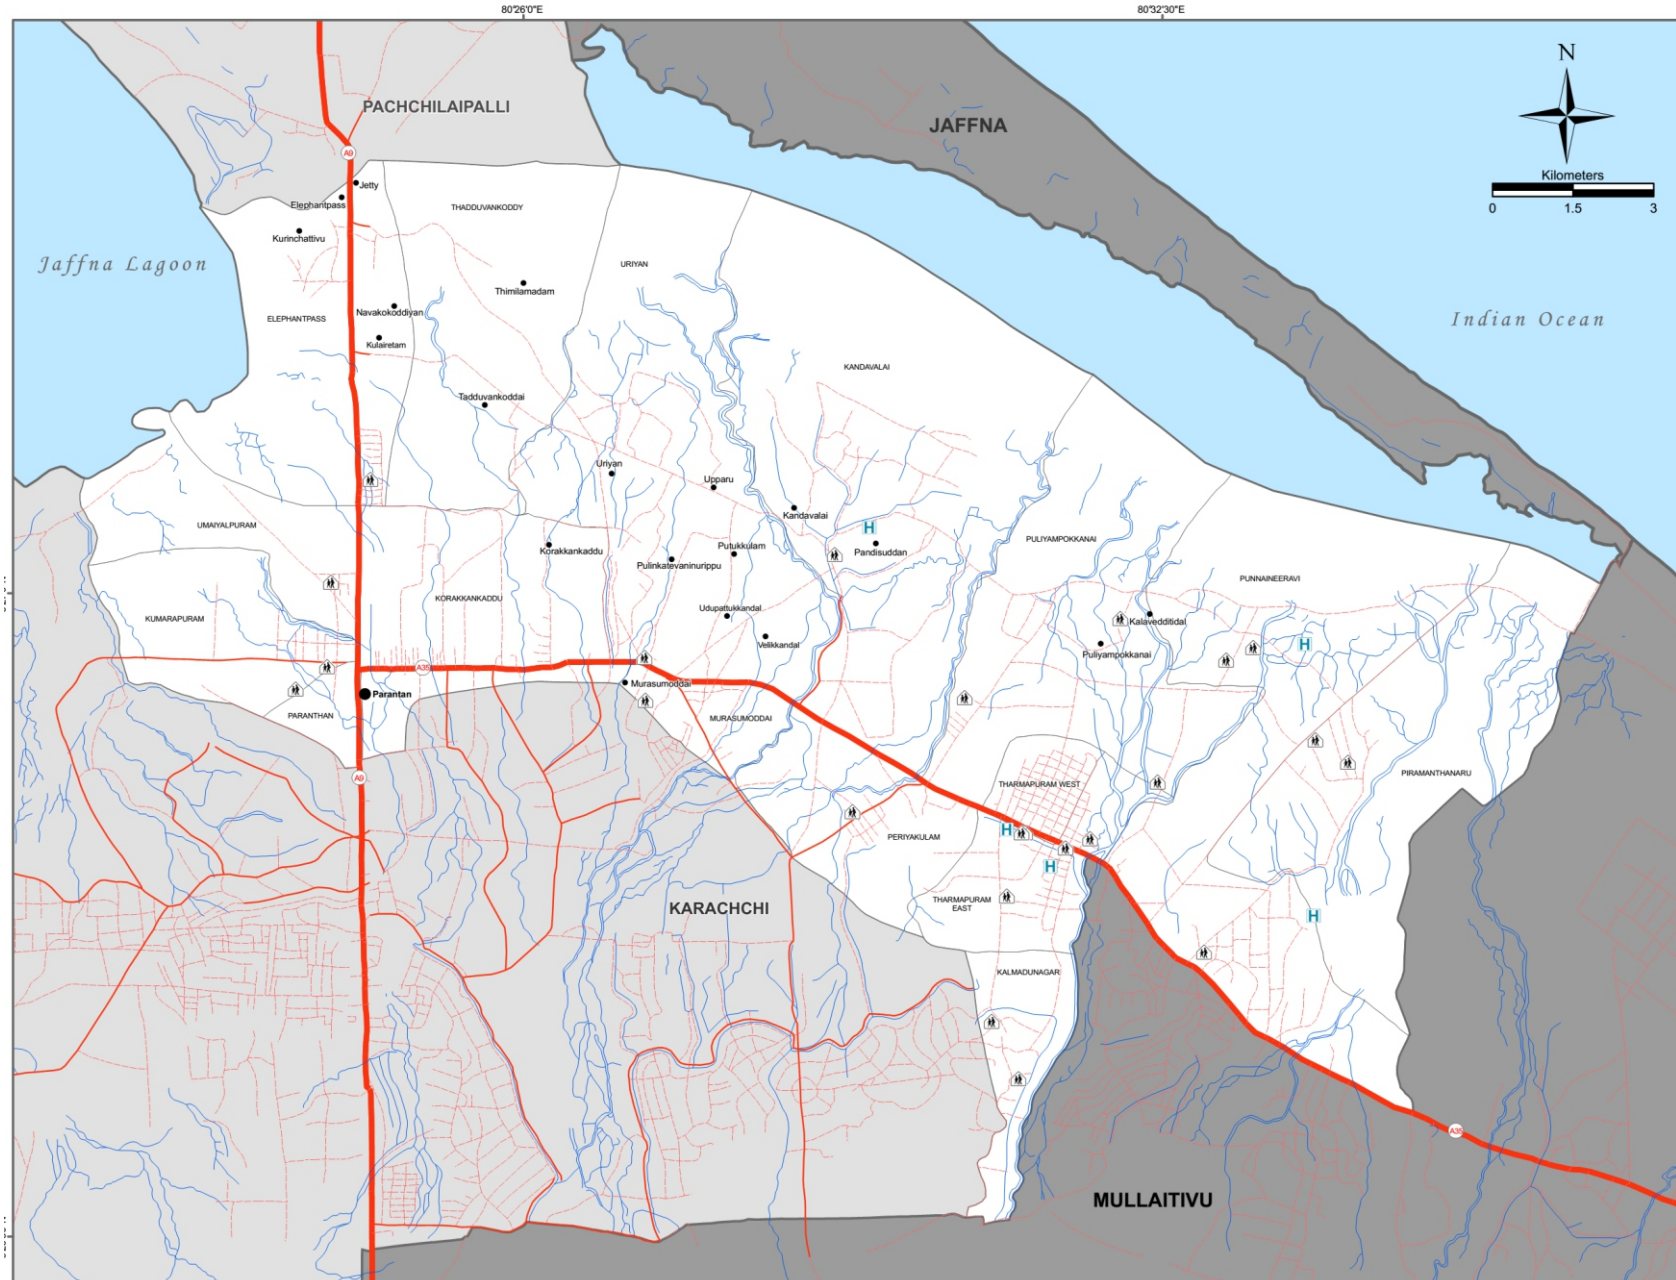 80°26'0"E
80°32'30"E
PACHCHILAIPALLI
JAFFNA
N
Kilometers
0 1.5 3
A9
Jetty
Elephantpass
THADDUVANKODDY
Kurinchattivu
Jaffna Lagoon
URIYAN
Thimilamadam
Navakokoddiyan
ELEPHANTPASS
Indian Ocean
Kulairetam
KANDAVALAI
Tadduvankoddai
Uriyan
Upparu
Kandavalai
H
UMAIYALPURAM
PULIYAMPOKKANAI
Korakkankaddu
Putukkulam
Pandisuddan
Pulinkatevaninurippu
PUNNAINEERAVI
KORAKKANKADDU
Udupattukkandal
KUMARAPURAM
Kalavedditidal
Velikkandal
H
Puliyampokkanai
A35
Murasumoddai
Parantan
PARANTHAN
MURASUMODDAI
A9
PIRAMANTHANARU
THARMAPURAM WEST
H
PERIYAKULAM
H
THARMAPURAM
EAST
KARACHCHI
H
KALMADUNAGAR
A35
MULLAITIVU